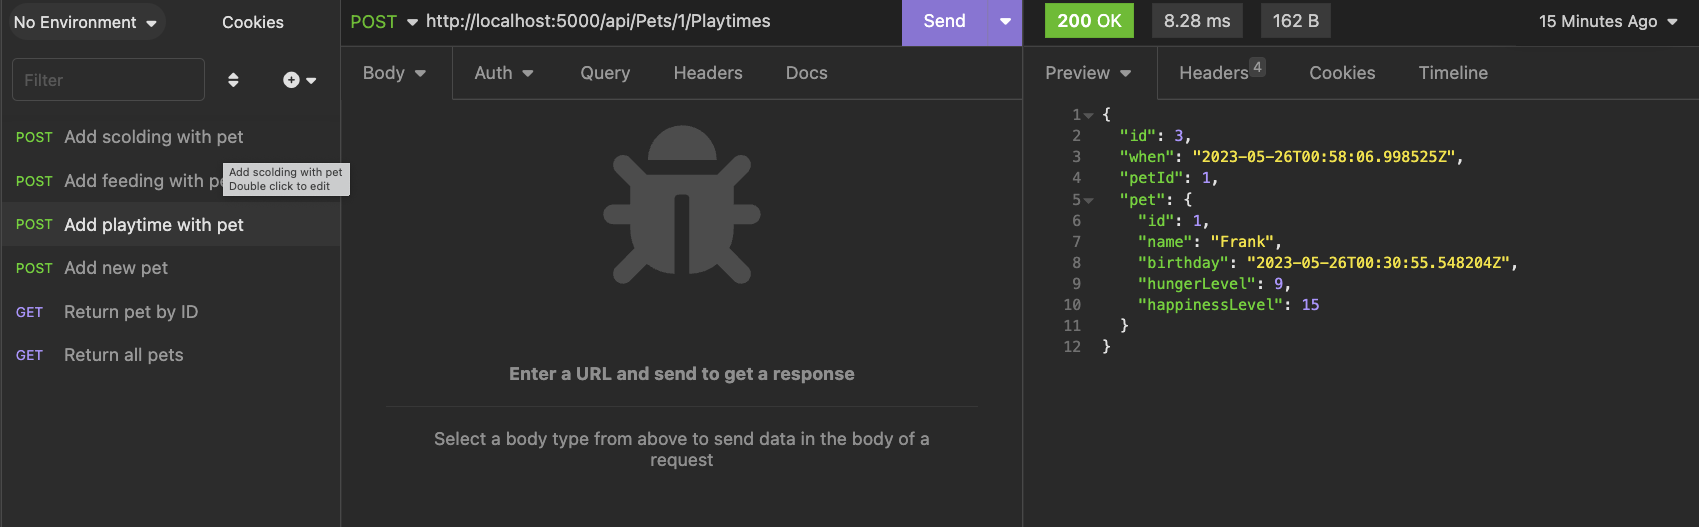 No Environment
Cookies
Filter
POST Add scolding with pet
Add scolding with pet
Double click to edit
POST Add feeding with pe
POST Add playtime with pet
POST Add new pet
GET Return pet by ID
GET Return all pets
POST http://localhost:5000/api/Pets/1/Playtimes Send
Body Auth Query Headers Docs
Enter a URL and send to get a response
Select a body type from above to send data in the body of a
request
200 OK 8.28 ms 162 B 15 Minutes Ago
Preview Headers 4 Cookies Timeline
1 {
2 "id": 3,
3 "when": "2023-05-26T00:58:06.998525Z",
4 "petId": 1,
5 "pet": {
6 "id": 1,
7 "name": "Frank",
8 "birthday": "2023-05-26T00:30:55.548204Z",
9 "hungerLevel": 9,
10 "happinessLevel": 15
11 }
12 }